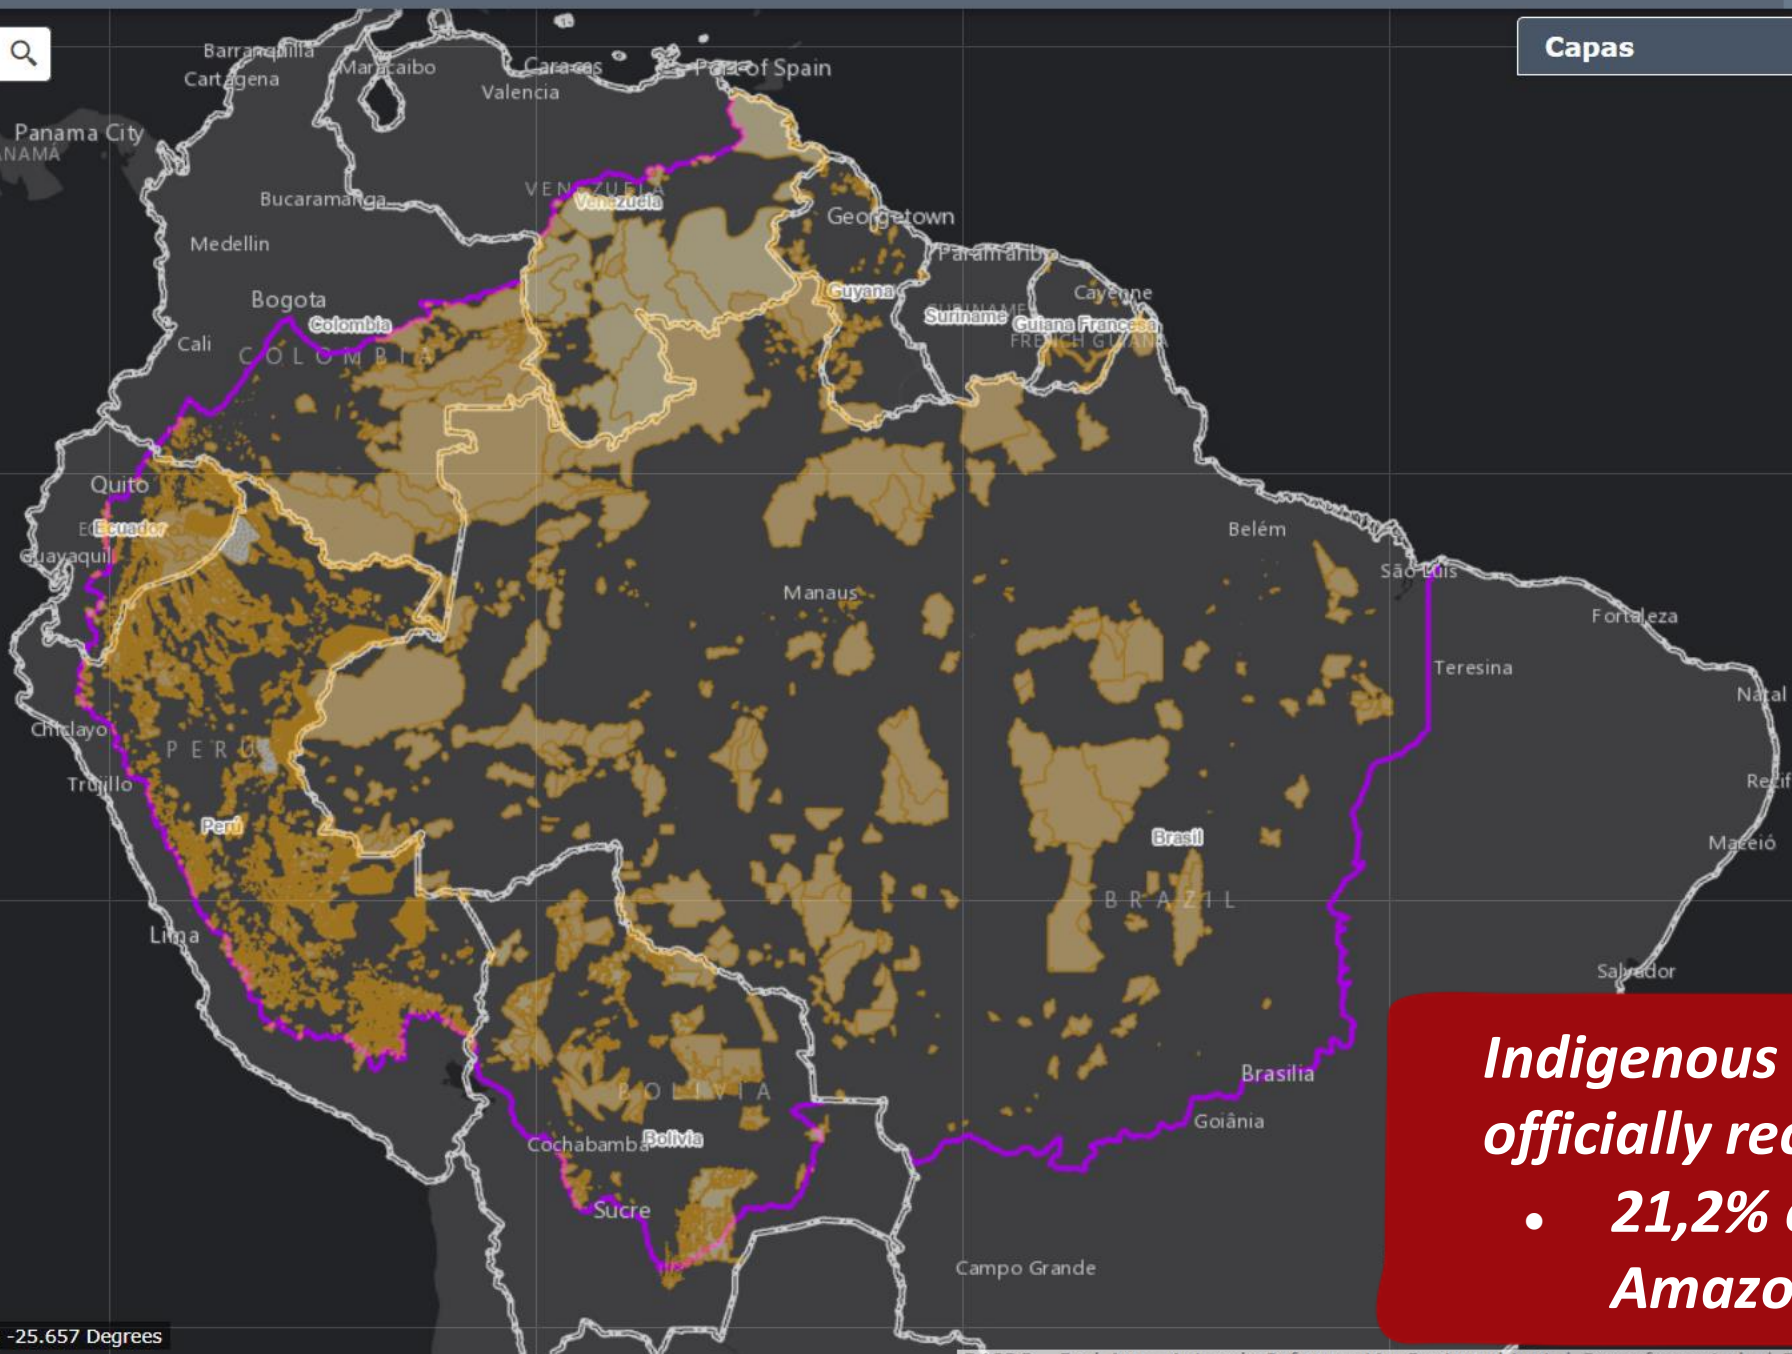 Capas
Barranquilla
Cartagena
Maracaibo
Caracas
Valencia
Port of Spain
Panama City
Bucaramanga
VENEZUELA
Venezuela
Georgetown
Medellin
Paramaribo
Bogota
Colombia
COLOMBIA
Guyana
Cayenne
Suriname
Guiana Francesa
FRENCH GUIANA
Cali
Quito
Ecuador
Guayaquil
Belém
São Luís
Manaus
Fortaleza
Teresina
Natal
Chiclayo
PERU
Trujillo
Perú
Brasil
Maceió
BRAZIL
Lima
Salvador
Indigenous
officially
Brasilia
BOLIVIA
Goiânia
Cochabamba
Bolivia
Sucre
• 21,2%
Campo Grande
-25.657 Degrees